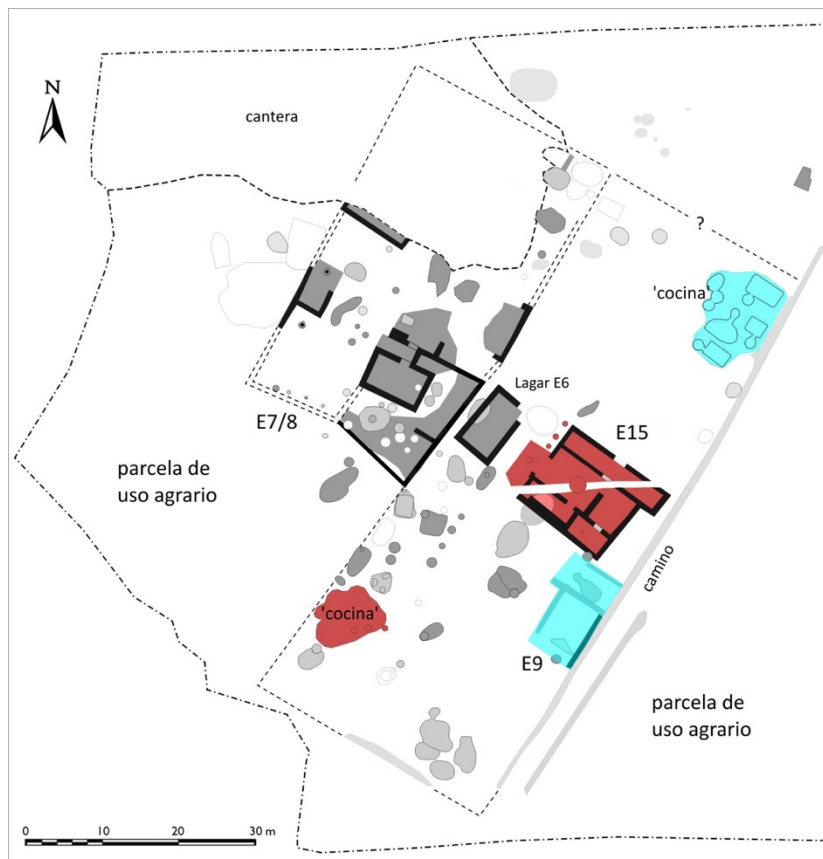 N
cantera
?
'cocina'
Lagar E6
E15
E7/8
parcela de
uso agrario
camino
'cocina'
E9
parcela de
uso agrario
0 10 20 30 m